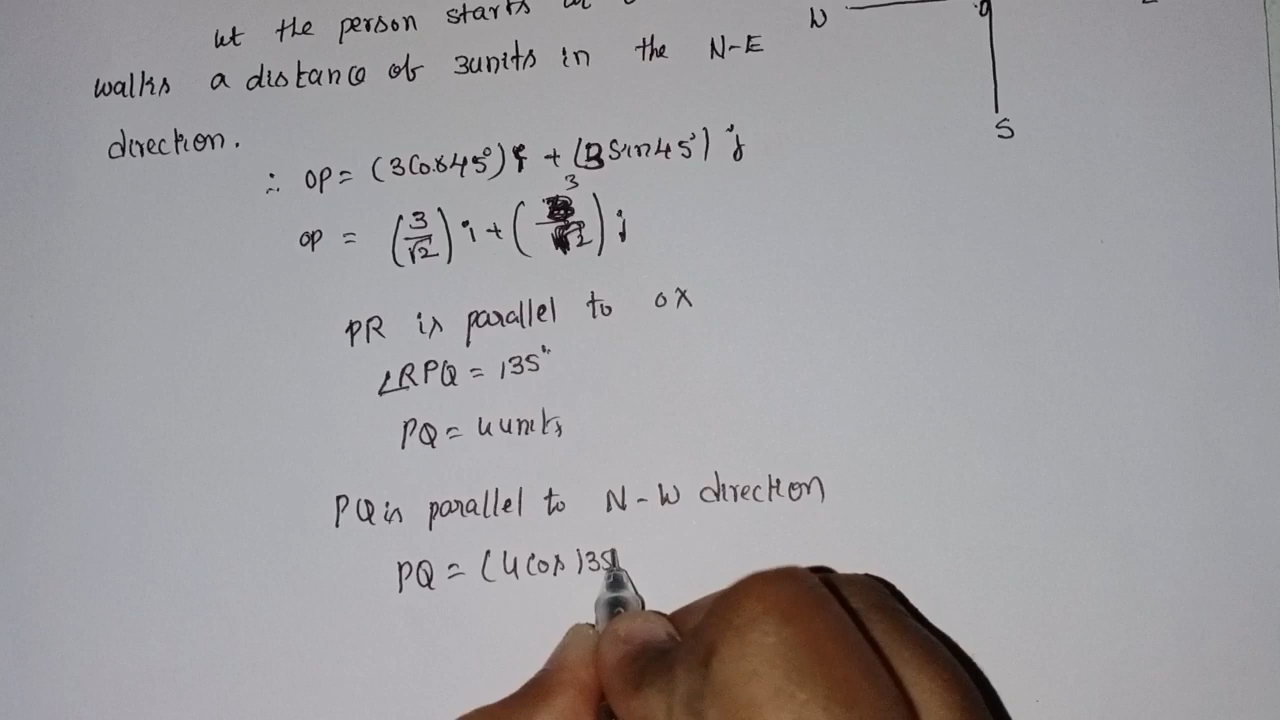 let the person starts at
walks a distance of 3units in the N-E
direction.
∴ OP = (3Cos45°)i + (3Sin45°)j
OP = (3/√2)i + (3/√2)j
PR is parallel to OX
∠RPQ = 135°
PQ = 4units
PQ is parallel to N-W direction
PQ = (4Cos135
S